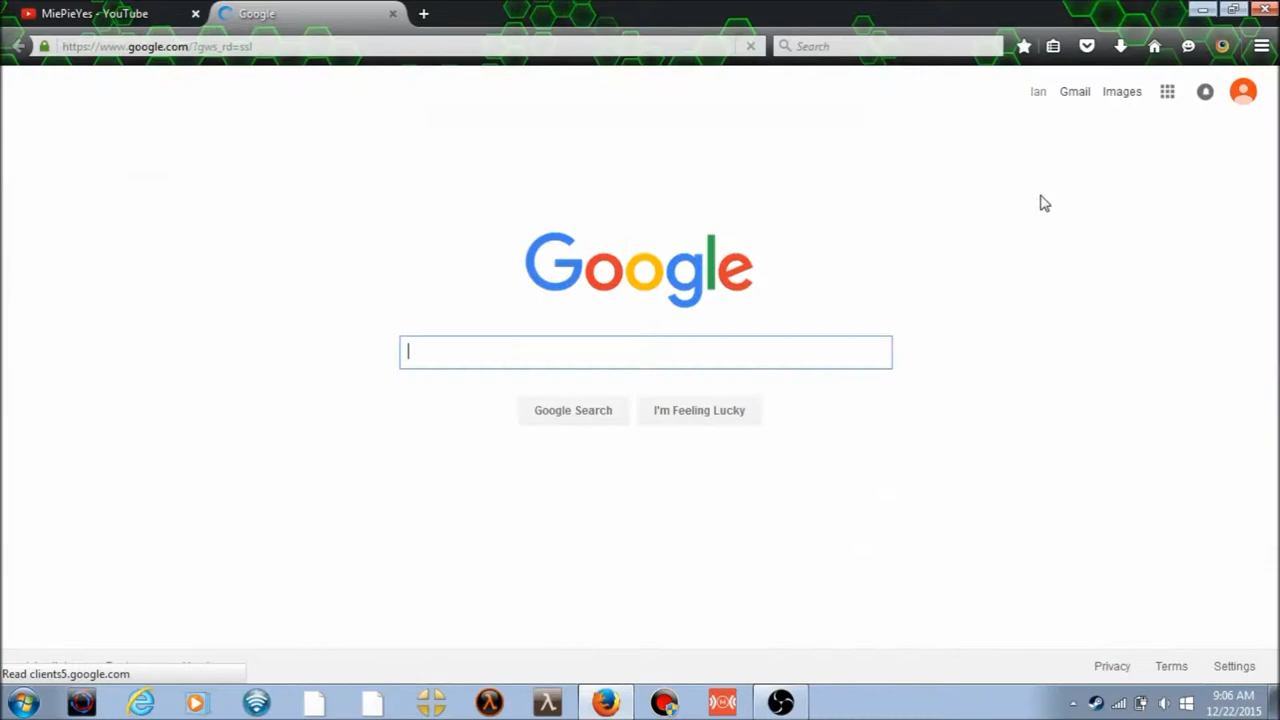 MiePieYes - YouTube
Google
https://www.google.com/?gws_rd=ssl
Search
Ian Gmail Images
Google
Google Search I'm Feeling Lucky
Read clients5.google.com
Privacy Terms Settings
9:06 AM
12/22/2015